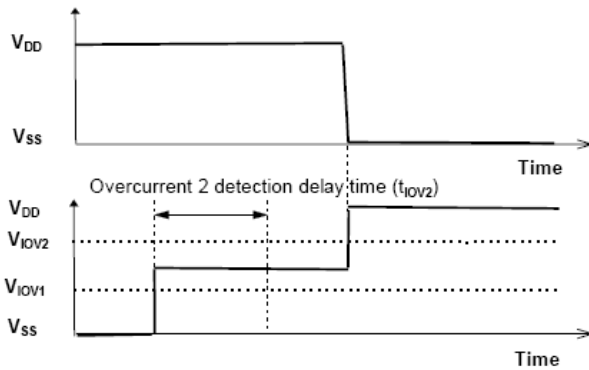 VDD
VSS
Time
Overcurrent 2 detection delay time (tIOV2)
VDD
VIOV2
VIOV1
VSS
Time